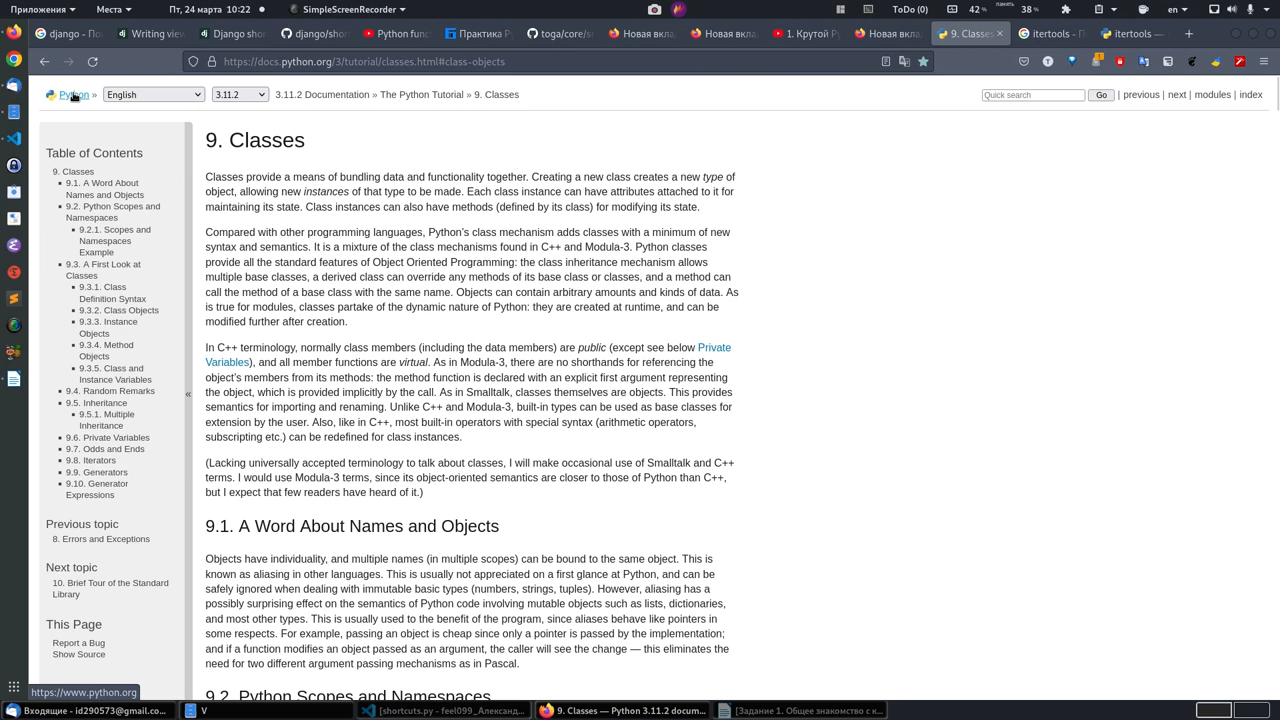 Приложения Пт, 24 марта 17:21 SimpleScreenRecorder ToDo (0) 42 % 38 %
django - По Writing view django Django shor django/shor Python func Практика foga/core/s Новая вкла 1. Крутой Р Новая вкла 9. Classes itertools - П itertools —
https://docs.python.org/3/tutorial/classes.html#class-objects
Python » English 3.11.2 3.11.2 Documentation » The Python Tutorial » 9. Classes Quick search Go | previous | next | modules | index
Table of Contents
9. Classes
9.1. A Word About
Names and Objects
9.2. Python Scopes and
Namespaces
9.2.1. Scopes and
Namespaces
Example
9.3. A First Look at
Classes
9.3.1. Class
Definition Syntax
9.3.2. Class Objects
9.3.3. Instance
Objects
9.3.4. Method
Objects
9.3.5. Class and
Instance Variables
9.4. Random Remarks
9.5. Inheritance
9.5.1. Multiple
Inheritance
9.6. Private Variables
9.7. Odds and Ends
9.8. Iterators
9.9. Generators
9.10. Generator
Expressions
Previous topic
8. Errors and Exceptions
Next topic
10. Brief Tour of the Standard
Library
This Page
Report a Bug
Show Source
«
9. Classes
Classes provide a means of bundling data and functionality together. Creating a new class creates a new type of
object, allowing new instances of that type to be made. Each class instance can have attributes attached to it for
maintaining its state. Class instances can also have methods (defined by its class) for modifying its state.
Compared with other programming languages, Python's class mechanism adds classes with a minimum of new
syntax and semantics. It is a mixture of the class mechanisms found in C++ and Modula-3. Python classes
provide all the standard features of Object Oriented Programming: the class inheritance mechanism allows
multiple base classes, a derived class can override any methods of its base class or classes, and a method can
call the method of a base class with the same name. Objects can contain arbitrary amounts and kinds of data. As
is true for modules, classes partake of the dynamic nature of Python: they are created at runtime, and can be
modified further after creation.
In C++ terminology, normally class members (including the data members) are public (except see below Private
Variables), and all member functions are virtual. As in Modula-3, there are no shorthands for referencing the
object's members from its methods: the method function is declared with an explicit first argument representing
the object, which is provided implicitly by the call. As in Smalltalk, classes themselves are objects. This provides
semantics for importing and renaming. Unlike C++ and Modula-3, built-in types can be used as base classes for
extension by the user. Also, like in C++, most built-in operators with special syntax (arithmetic operators,
subscripting etc.) can be redefined for class instances.
(Lacking universally accepted terminology to talk about classes, I will make occasional use of Smalltalk and C++
terms. I would use Modula-3 terms, since its object-oriented semantics are closer to those of Python than C++,
but I expect that few readers have heard of it.)
9.1. A Word About Names and Objects
Objects have individuality, and multiple names (in multiple scopes) can be bound to the same object. This is
known as aliasing in other languages. This is usually not appreciated on a first glance at Python, and can be
safely ignored when dealing with immutable basic types (numbers, strings, tuples). However, aliasing has a
possibly surprising effect on the semantics of Python code involving mutable objects such as lists, dictionaries,
and most other types. This is usually used to the benefit of the program, since aliases behave like pointers in
some respects. For example, passing an object is cheap since only a pointer is passed by the implementation;
and if a function modifies an object passed as an argument, the caller will see the change — this eliminates the
need for two different argument passing mechanisms as in Pascal.
9.2. Python Scopes and Namespaces
https://www.python.org
Входящие - id290573@gmail.co... V [shortcuts.py - feel099_Александ... 9. Classes — Python 3.11.2 docum... [Задание 1. Общее знакомство с к...